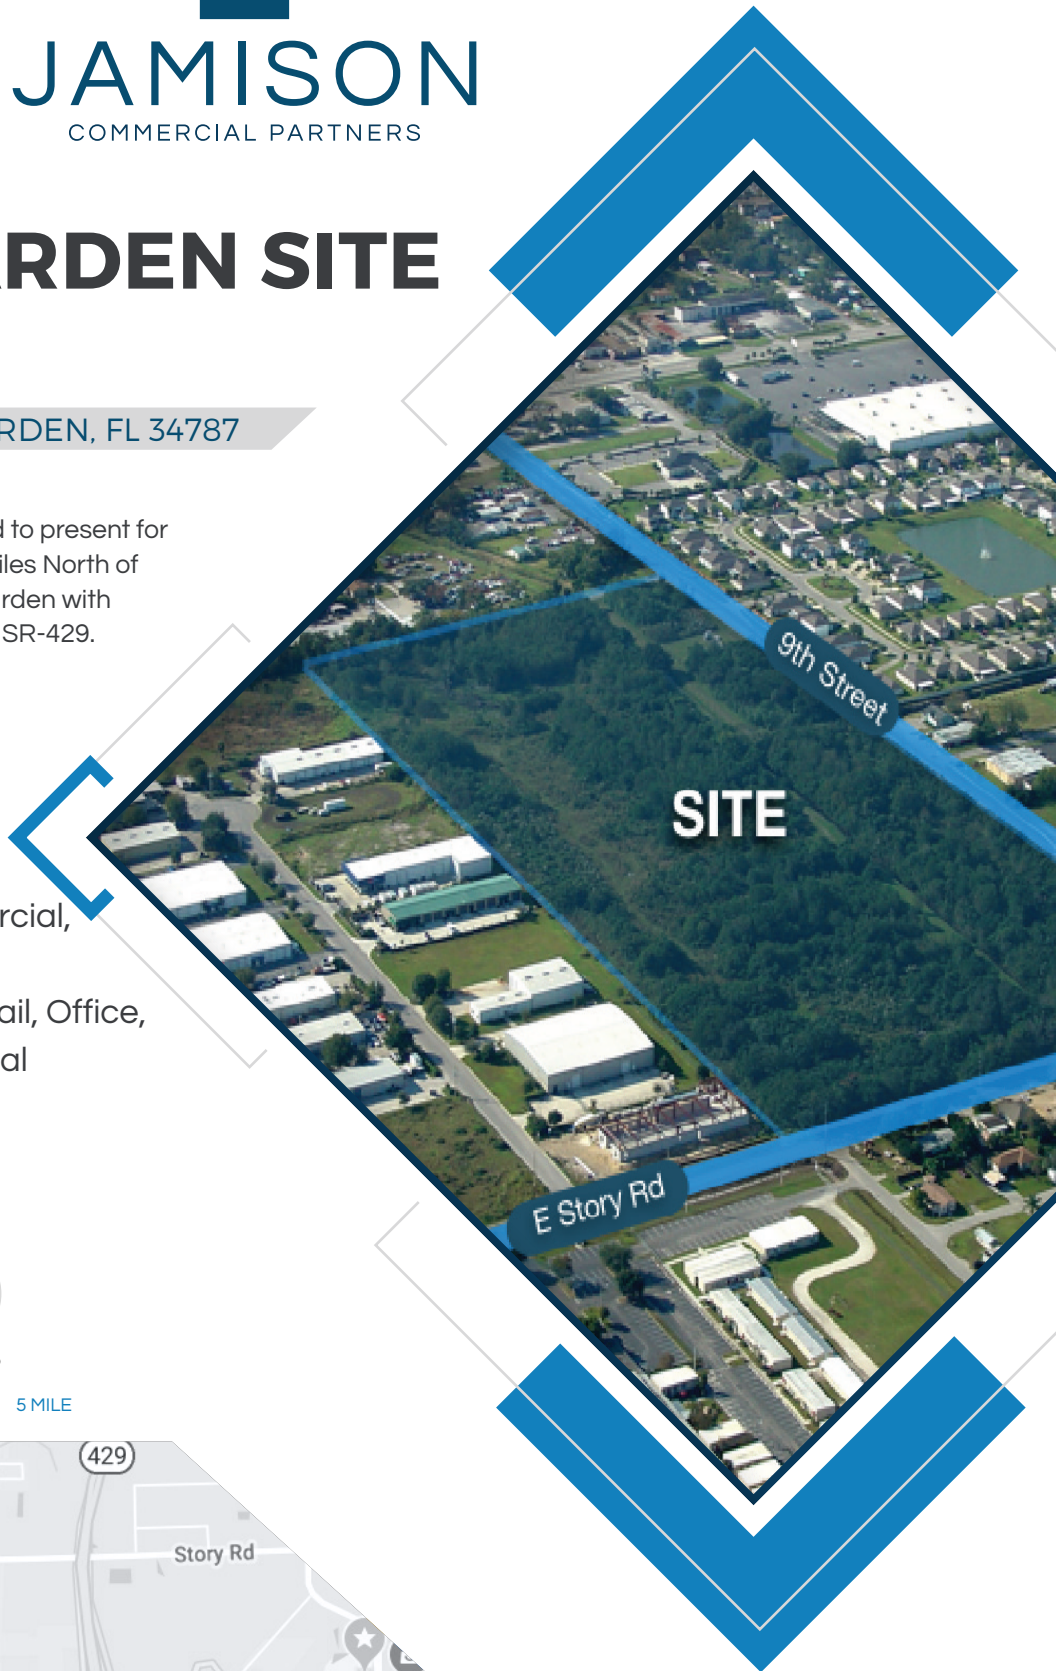 JAMISON
COMMERCIAL PARTNERS
ARDEN SITE
RDEN, FL 34787
d to present for
iles North of
rden with
SR-429.
rcial,
ail, Office,
al
5 MILE
9th Street
SITE
E Story Rd
429
Story Rd